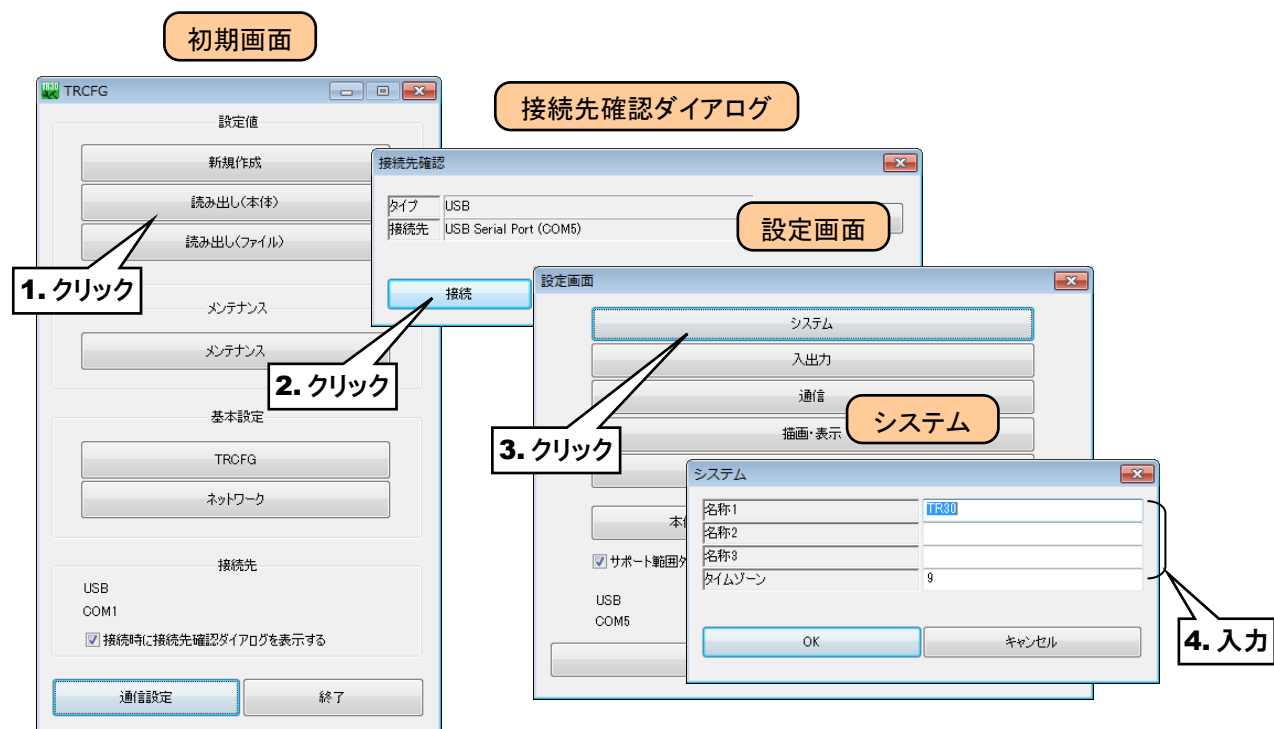 初期画面
TRCFG
設定値
新規作成
読み出し(本体)
読み出し(ファイル)
1. クリック
メンテナンス
メンテナンス
基本設定
TRCFG
ネットワーク
接続先
USB
COM1
接続時に接続先確認ダイアログを表示する
通信設定
終了
接続先確認ダイアログ
接続先確認
タイプ USB
接続先 USB Serial Port (COM5)
接続
2. クリック
設定画面
設定画面
システム
入出力
通信
描画・表示
3. クリック
サポート範囲
USB
COM5
システム
システム
名称1 TR30
名称2
名称3
タイムゾーン 9
OK
キャンセル
4. 入力